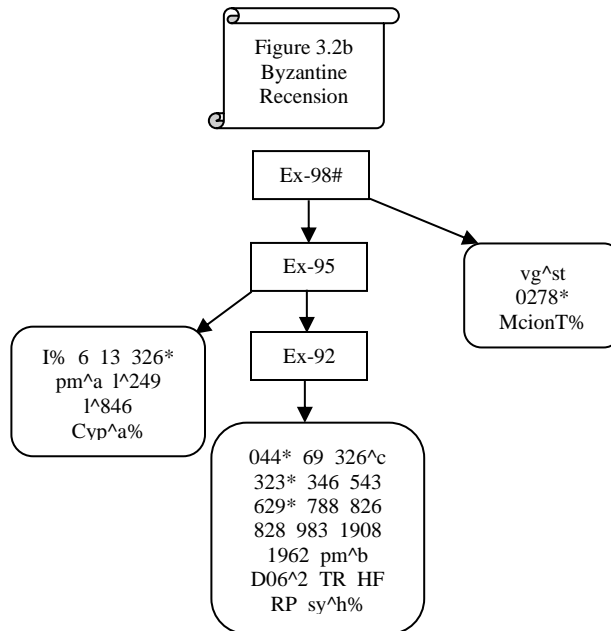 Figure 3.2b
Byzantine
Recension
Ex-98#
Ex-95
vg^st
0278*
McionT%
I% 6 13 326*
pm^a l^249
l^846
Cyp^a%
Ex-92
044* 69 326^c
323* 346 543
629* 788 826
828 983 1908
1962 pm^b
D06^2 TR HF
RP sy^h%